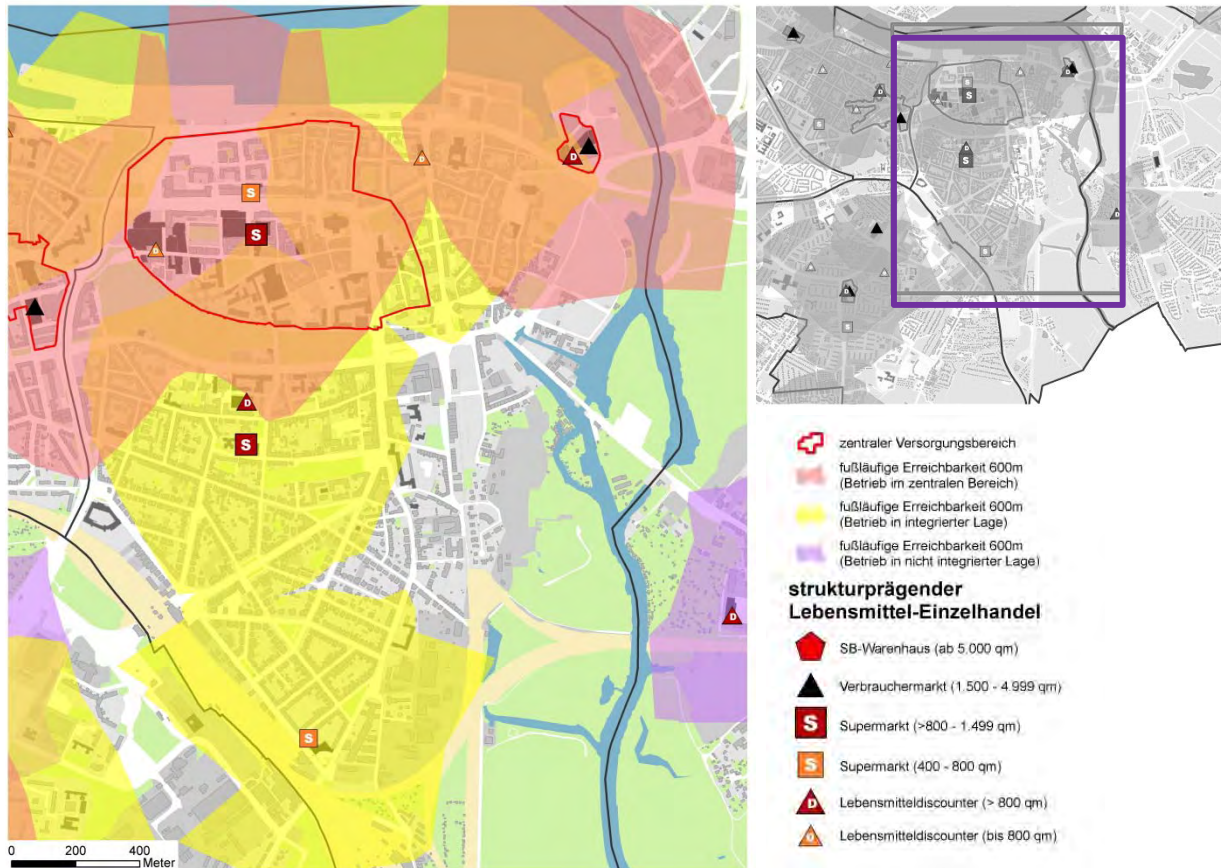 S
D
D
S
D
D
S
S
D
0 200 400
Meter
zentraler Versorgungsbereich
fußläufige Erreichbarkeit 600m
(Betrieb im zentralen Bereich)
fußläufige Erreichbarkeit 600m
(Betrieb in integrierter Lage)
fußläufige Erreichbarkeit 600m
(Betrieb in nicht integrierter Lage)
strukturprägender
Lebensmittel-Einzelhandel
SB-Warenhaus (ab 5.000 qm)
Verbrauchermarkt (1.500 - 4.999 qm)
S Supermarkt (>800 - 1.499 qm)
S Supermarkt (400 - 800 qm)
D Lebensmitteldiscounter (> 800 qm)
Lebensmitteldiscounter (bis 800 qm)